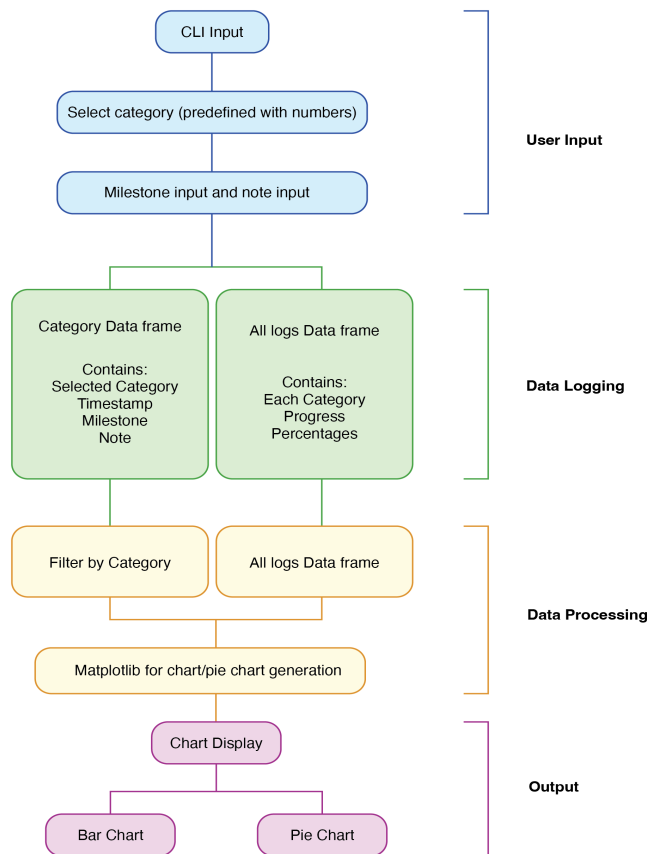 CLI Input
Select category (predefined with numbers)
User Input
Milestone input and note input
Category Data frame
Contains:
Selected Category
Timestamp
Milestone
Note
All logs Data frame
Contains:
Each Category
Progress
Percentages
Data Logging
Filter by Category
All logs Data frame
Data Processing
Matplotlib for chart/pie chart generation
Chart Display
Output
Bar Chart
Pie Chart